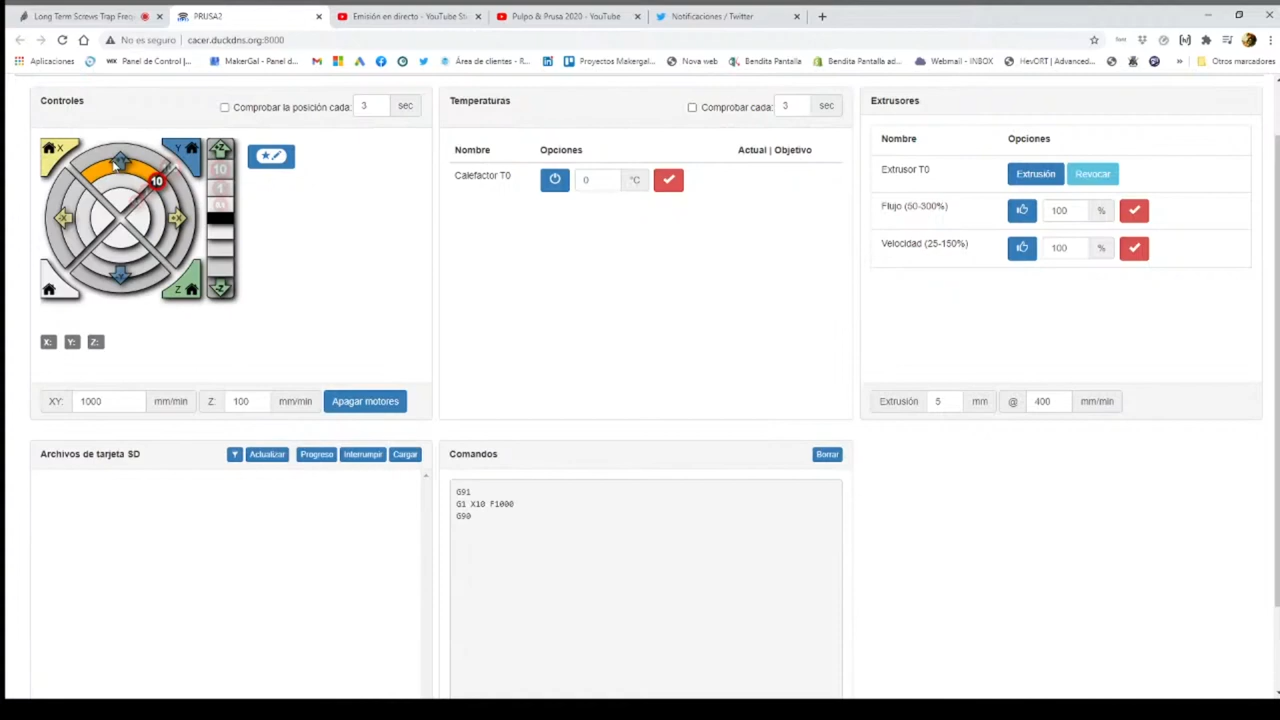 Long Term Screws Trap Freq
PRUSA2
Emisión en directo - YouTube St
Pulpo & Prusa 2020 - YouTube
Notificaciones / Twitter
No es seguro
cacer.duckdns.org:8000
Aplicaciones
Panel de Control |...
MakerGal - Panel d...
Área de clientes - R...
Proyectos Makergal...
Nova web
Bendita Pantalla
Bendita Pantalla ad...
Webmail - INBOX
HevORT | Advanced...
»
Otros marcadores
Controles
Comprobar la posición cada: 3 sec
Temperaturas
Comprobar cada: 3 sec
Extrusores
X
Y
Z
+Z
10
1
0.1
-Z
10
-X
+X
X:
Y:
Z:
XY: 1000 mm/min
Z: 100 mm/min
Apagar motores
Nombre Opciones Actual | Objetivo
Calefactor T0 0 °C
Nombre Opciones
Extrusor T0 Extrusión Revocar
Flujo (50-300%) 100 %
Velocidad (25-150%) 100 %
Extrusión 5 mm @ 400 mm/min
Archivos de tarjeta SD
Actualizar Progreso Interrumpir Cargar
Comandos
Borrar
G91
G1 X10 F1000
G90